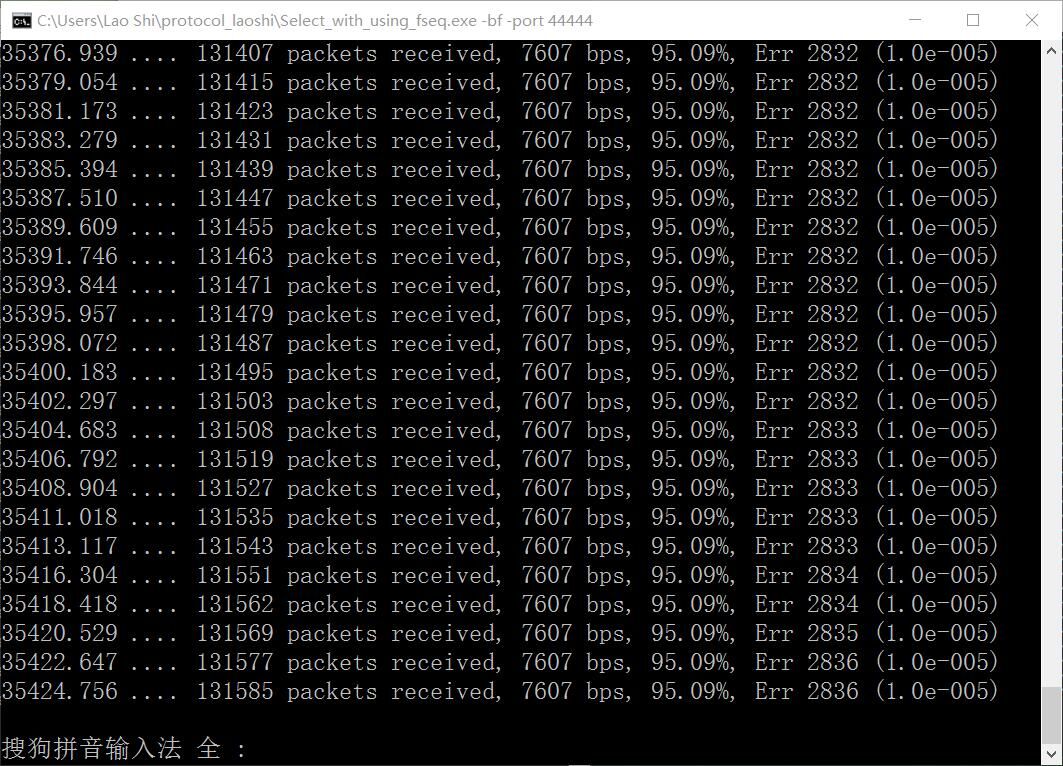 C:\Users\Lao Shi\protocol_laoshi\Select_with_using_fseq.exe -bf -port 44444
35376.939 .... 131407 packets received, 7607 bps, 95.09%, Err 2832 (1.0e-005)
35379.054 .... 131415 packets received, 7607 bps, 95.09%, Err 2832 (1.0e-005)
35381.173 .... 131423 packets received, 7607 bps, 95.09%, Err 2832 (1.0e-005)
35383.279 .... 131431 packets received, 7607 bps, 95.09%, Err 2832 (1.0e-005)
35385.394 .... 131439 packets received, 7607 bps, 95.09%, Err 2832 (1.0e-005)
35387.510 .... 131447 packets received, 7607 bps, 95.09%, Err 2832 (1.0e-005)
35389.609 .... 131455 packets received, 7607 bps, 95.09%, Err 2832 (1.0e-005)
35391.746 .... 131463 packets received, 7607 bps, 95.09%, Err 2832 (1.0e-005)
35393.844 .... 131471 packets received, 7607 bps, 95.09%, Err 2832 (1.0e-005)
35395.957 .... 131479 packets received, 7607 bps, 95.09%, Err 2832 (1.0e-005)
35398.072 .... 131487 packets received, 7607 bps, 95.09%, Err 2832 (1.0e-005)
35400.183 .... 131495 packets received, 7607 bps, 95.09%, Err 2832 (1.0e-005)
35402.297 .... 131503 packets received, 7607 bps, 95.09%, Err 2832 (1.0e-005)
35404.683 .... 131508 packets received, 7607 bps, 95.09%, Err 2833 (1.0e-005)
35406.792 .... 131519 packets received, 7607 bps, 95.09%, Err 2833 (1.0e-005)
35408.904 .... 131527 packets received, 7607 bps, 95.09%, Err 2833 (1.0e-005)
35411.018 .... 131535 packets received, 7607 bps, 95.09%, Err 2833 (1.0e-005)
35413.117 .... 131543 packets received, 7607 bps, 95.09%, Err 2833 (1.0e-005)
35416.304 .... 131551 packets received, 7607 bps, 95.09%, Err 2834 (1.0e-005)
35418.418 .... 131562 packets received, 7607 bps, 95.09%, Err 2834 (1.0e-005)
35420.529 .... 131569 packets received, 7607 bps, 95.09%, Err 2835 (1.0e-005)
35422.647 .... 131577 packets received, 7607 bps, 95.09%, Err 2836 (1.0e-005)
35424.756 .... 131585 packets received, 7607 bps, 95.09%, Err 2836 (1.0e-005)
搜狗拼音输入法 全 :